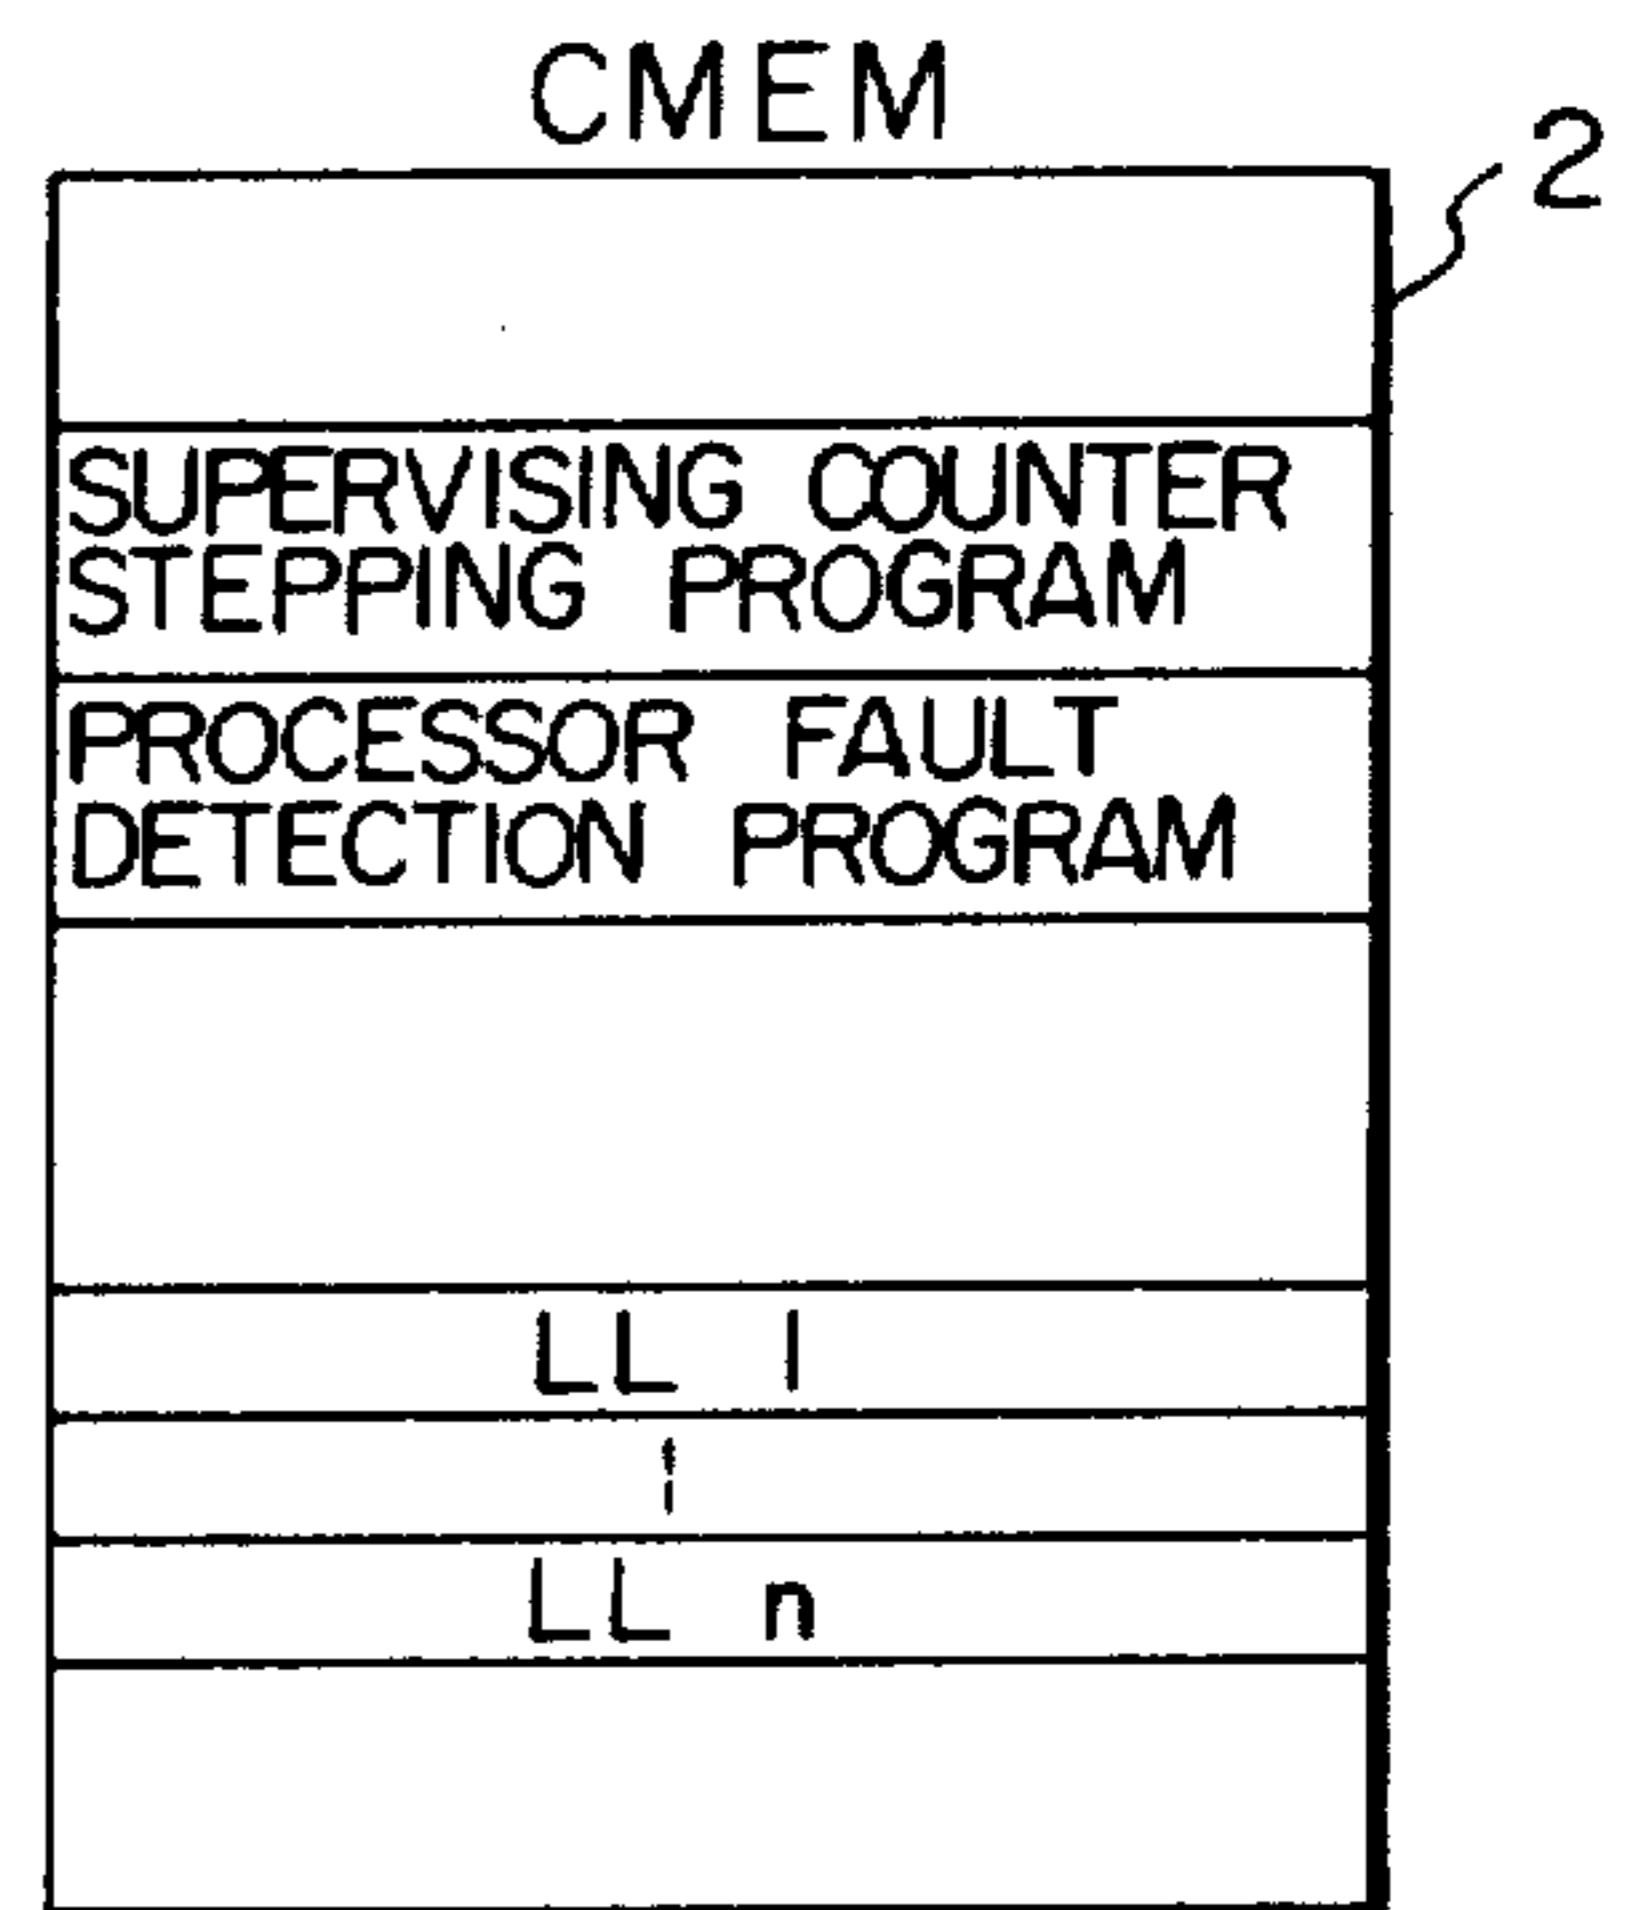 CMEM
2
SUPERVISING COUNTER
STEPPING PROGRAM
PROCESSOR FAULT
DETECTION PROGRAM
LL 1
LL n